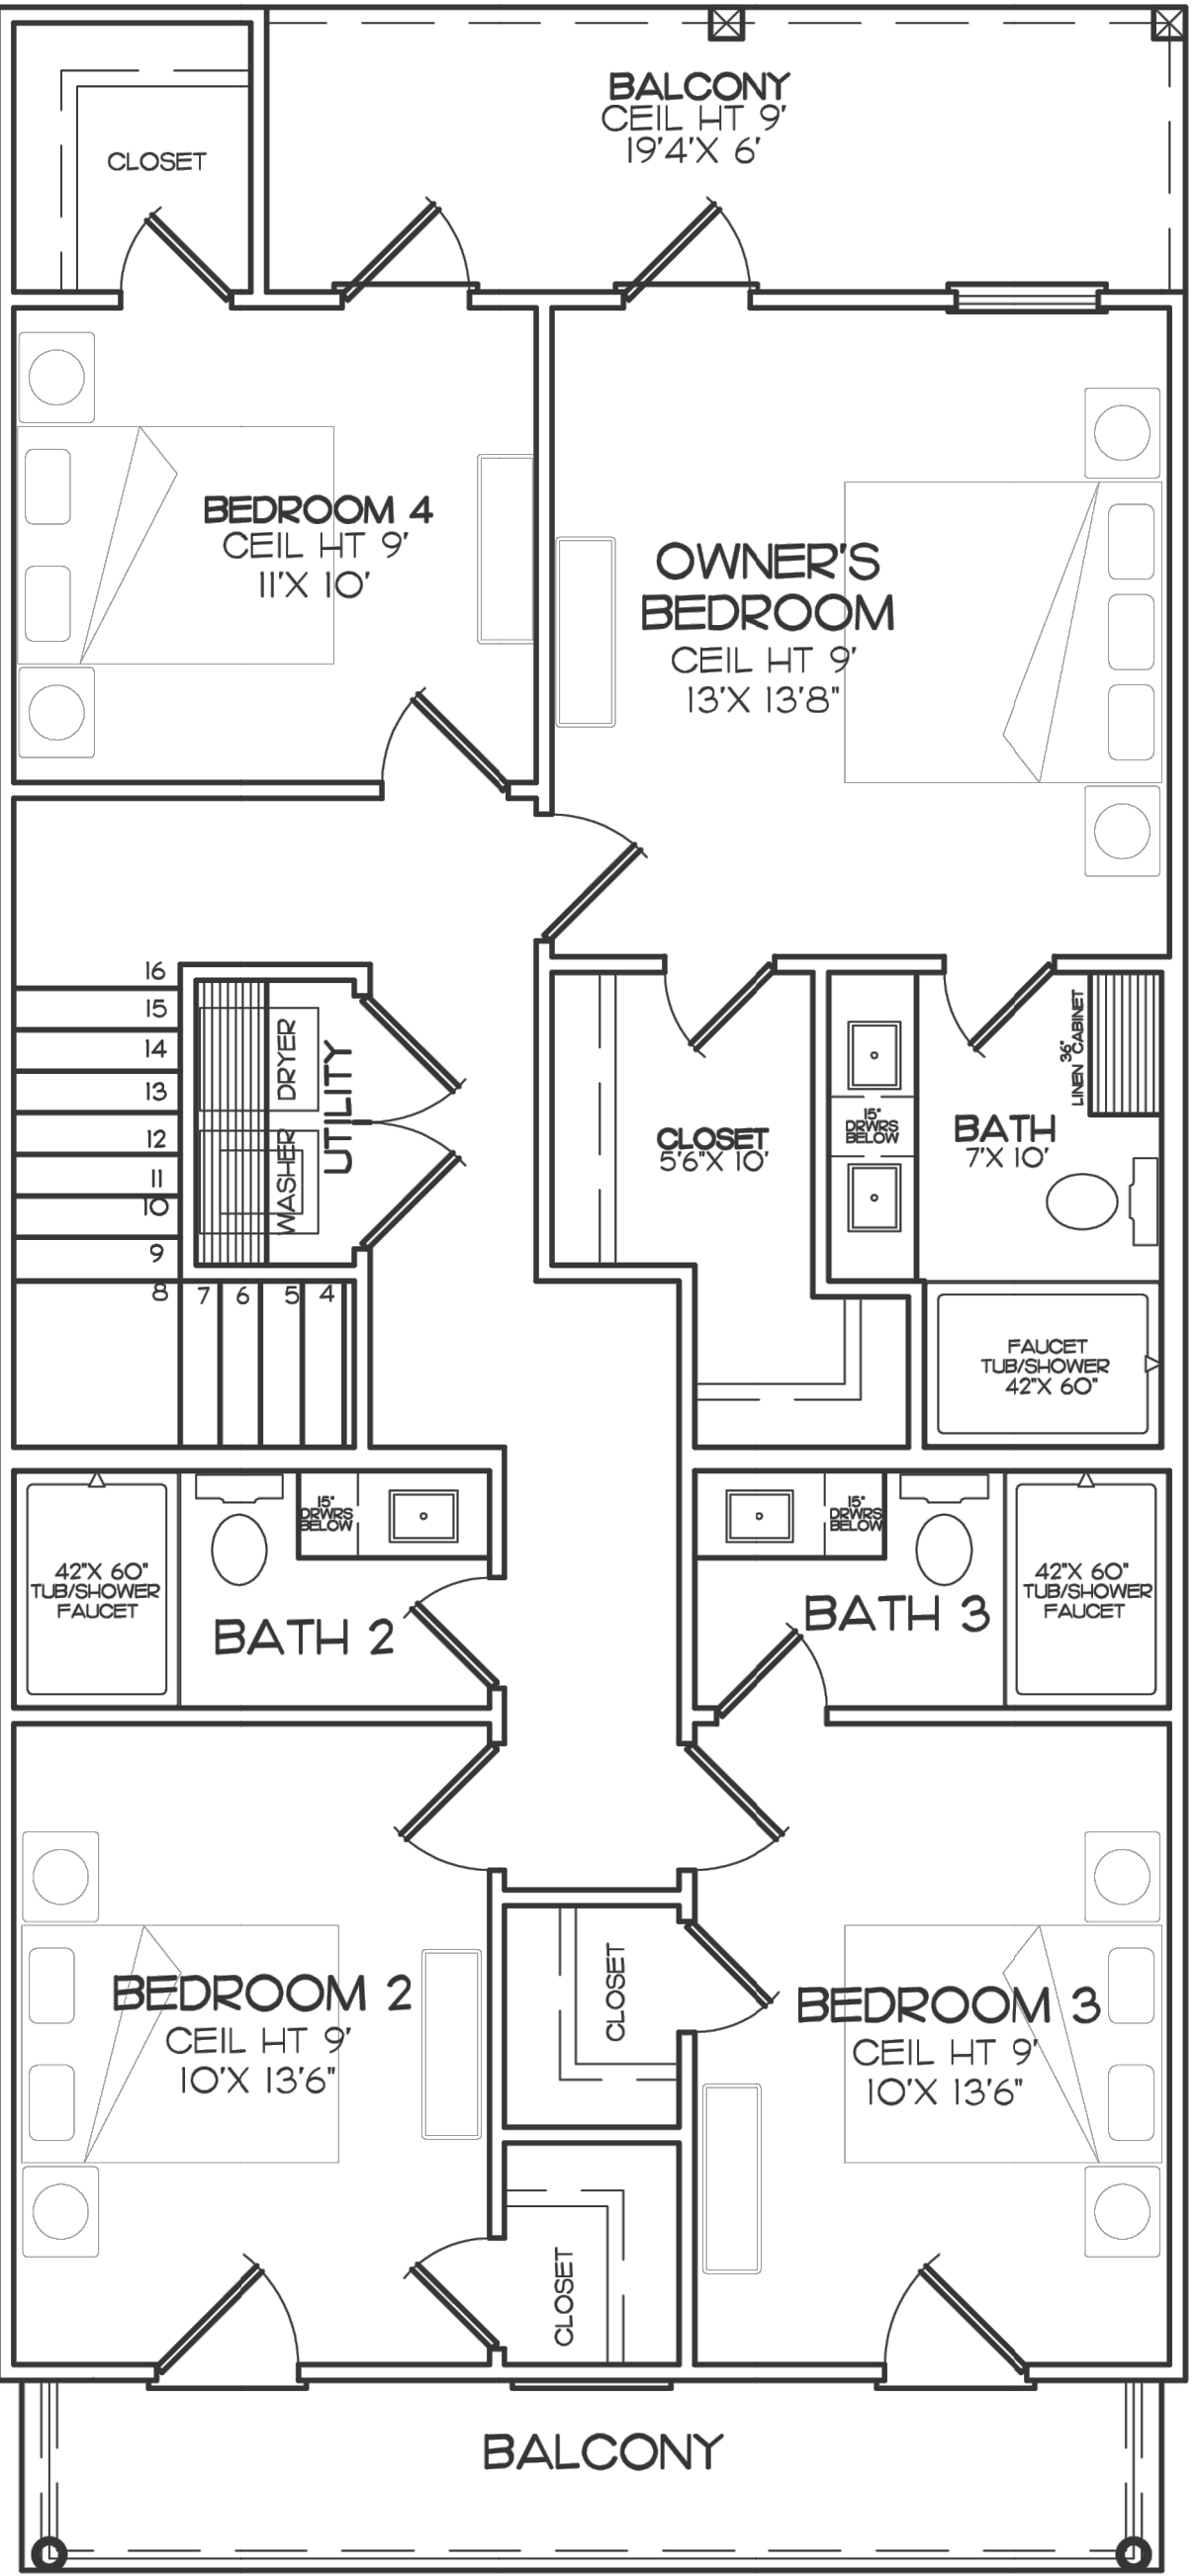 BALCONY
CEIL HT 9'
19'4'X 6'
CLOSET
BEDROOM 4
CEIL HT 9'
11'X 10'
OWNER'S
BEDROOM
CEIL HT 9'
13'X 13'8"
16
15
14
13
12
11
10
9
8
7
6
5
4
DRYER
WASHER
UTILITY
CLOSET
5'6"X 10'
15"
DRWRS
BELOW
BATH
7'X 10'
36"
LINEN CABINET
FAUCET
TUB/SHOWER
42"X 60"
42"X 60"
TUB/SHOWER
FAUCET
15"
DRWRS
BELOW
BATH 2
15"
DRWRS
BELOW
BATH 3
42"X 60"
TUB/SHOWER
FAUCET
BEDROOM 2
CEIL HT 9'
10'X 13'6"
CLOSET
BEDROOM 3
CEIL HT 9'
10'X 13'6"
CLOSET
BALCONY